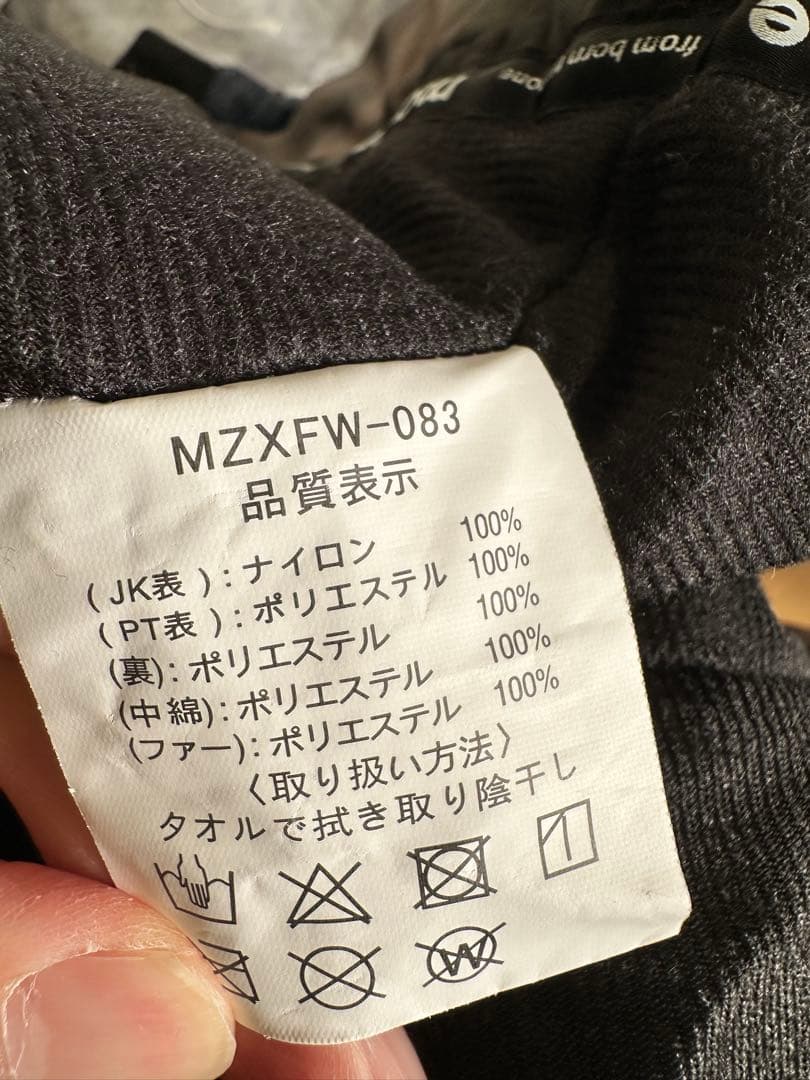 e
from born
one
MZXFW-083
品質表示
(JK表):ナイロン 100%
(PT表):ポリエステル 100%
(裏):ポリエステル 100%
(中綿):ポリエステル 100%
(ファー):ポリエステル 100%
〈取り扱い方法〉
タオルで拭き取り陰干し
W